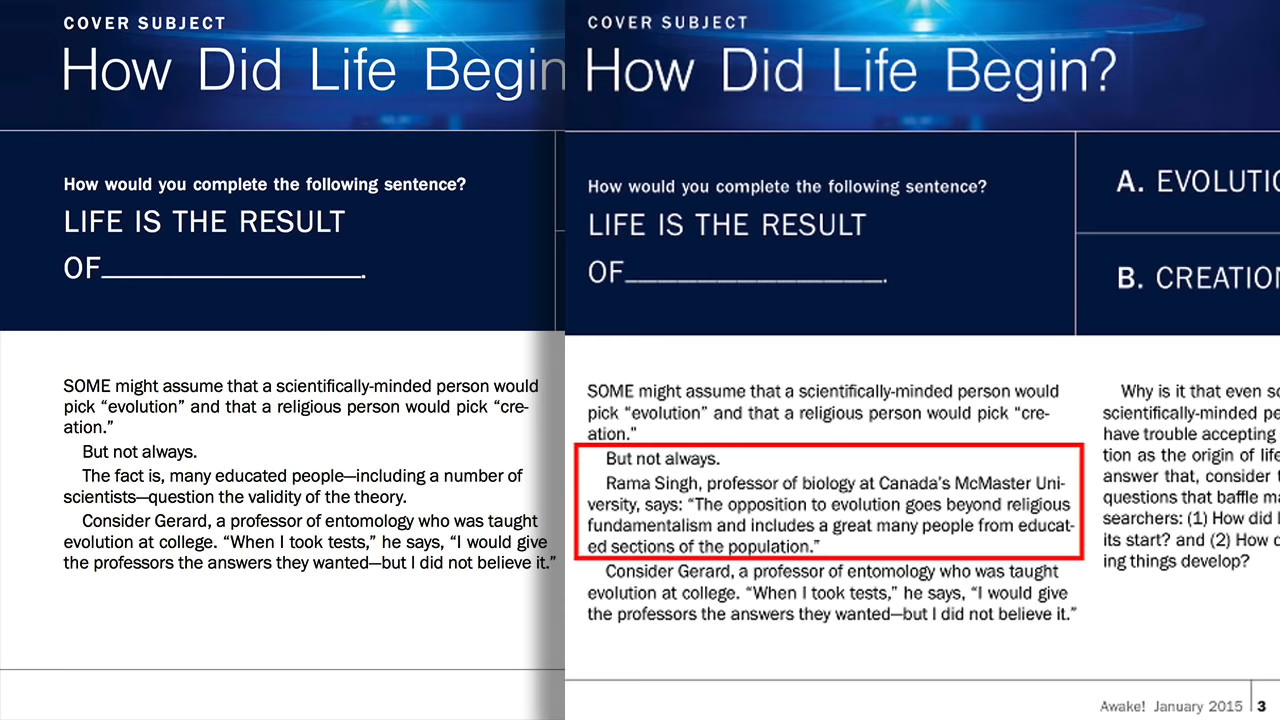 COVER SUBJECT
How Did Life Begin
How would you complete the following sentence?
LIFE IS THE RESULT
OF_______________.
SOME might assume that a scientifically-minded person would
pick “evolution” and that a religious person would pick “cre-
ation.”
But not always.
The fact is, many educated people—including a number of
scientists—question the validity of the theory.
Consider Gerard, a professor of entomology who was taught
evolution at college. “When I took tests,” he says, “I would give
the professors the answers they wanted—but I did not believe it.”
COVER SUBJECT
How Did Life Begin?
How would you complete the following sentence?
LIFE IS THE RESULT
OF_______________.
A. EVOLUTIO
B. CREATION
SOME might assume that a scientifically-minded person would
pick “evolution” and that a religious person would pick “cre-
ation.”
But not always.
Rama Singh, professor of biology at Canada’s McMaster Uni-
versity, says: “The opposition to evolution goes beyond religious
fundamentalism and includes a great many people from educat-
ed sections of the population.”
Consider Gerard, a professor of entomology who was taught
evolution at college. “When I took tests,” he says, “I would give
the professors the answers they wanted—but I did not believe it.”
Why is it that even so
scientifically-minded pe
have trouble accepting
tion as the origin of life
answer that, consider t
questions that baffle ma
searchers: (1) How did l
its start? and (2) How d
ing things develop?
Awake! January 2015 3